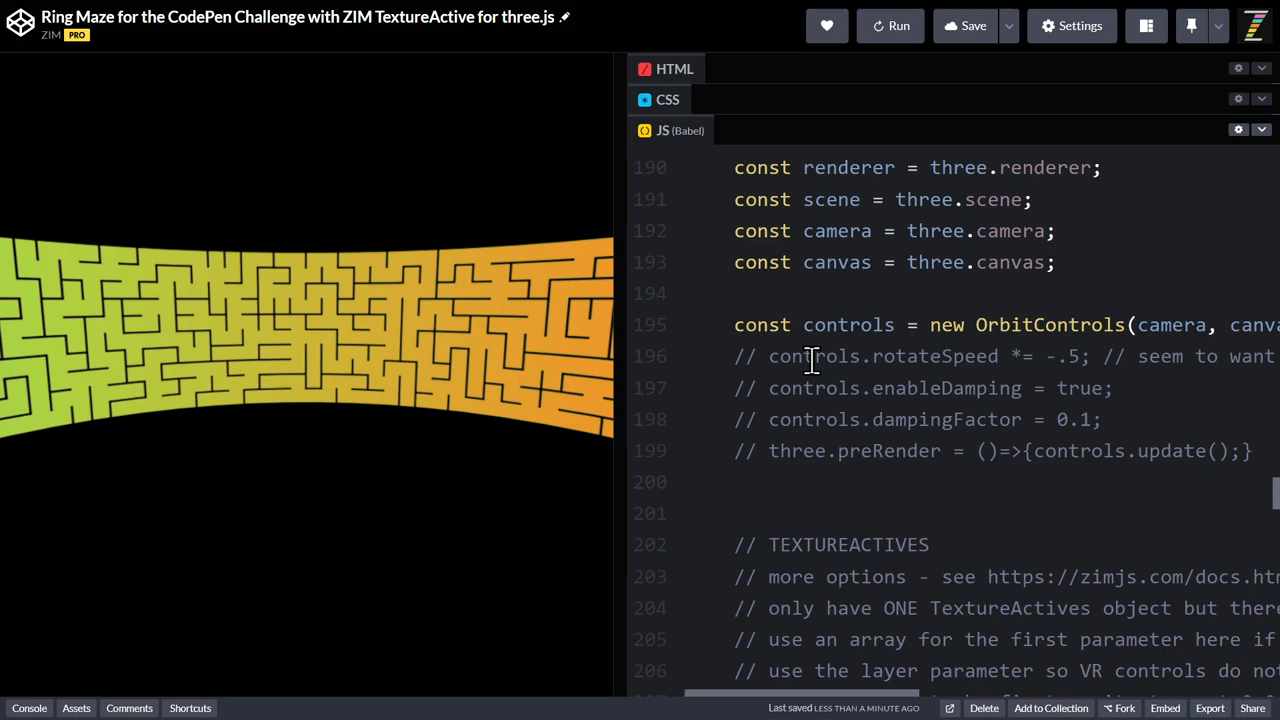 Ring Maze for the CodePen Challenge with ZIM TextureActive for three.js
ZIM PRO
Run
Save
Settings
HTML
CSS
JS (Babel)
190 const renderer = three.renderer;
191 const scene = three.scene;
192 const camera = three.camera;
193 const canvas = three.canvas;
194
195 const controls = new OrbitControls(camera, canva
196 // controls.rotateSpeed *= -.5; // seem to want
197 // controls.enableDamping = true;
198 // controls.dampingFactor = 0.1;
199 // three.preRender = ()=>{controls.update();}
200
201
202 // TEXTUREACTIVES
203 // more options - see https://zimjs.com/docs.htm
204 // only have ONE TextureActives object but there
205 // use an array for the first parameter here if
206 // use the layer parameter so VR controls do not
Console Assets Comments Shortcuts Last saved LESS THAN A MINUTE AGO Delete Add to Collection Fork Embed Export Share